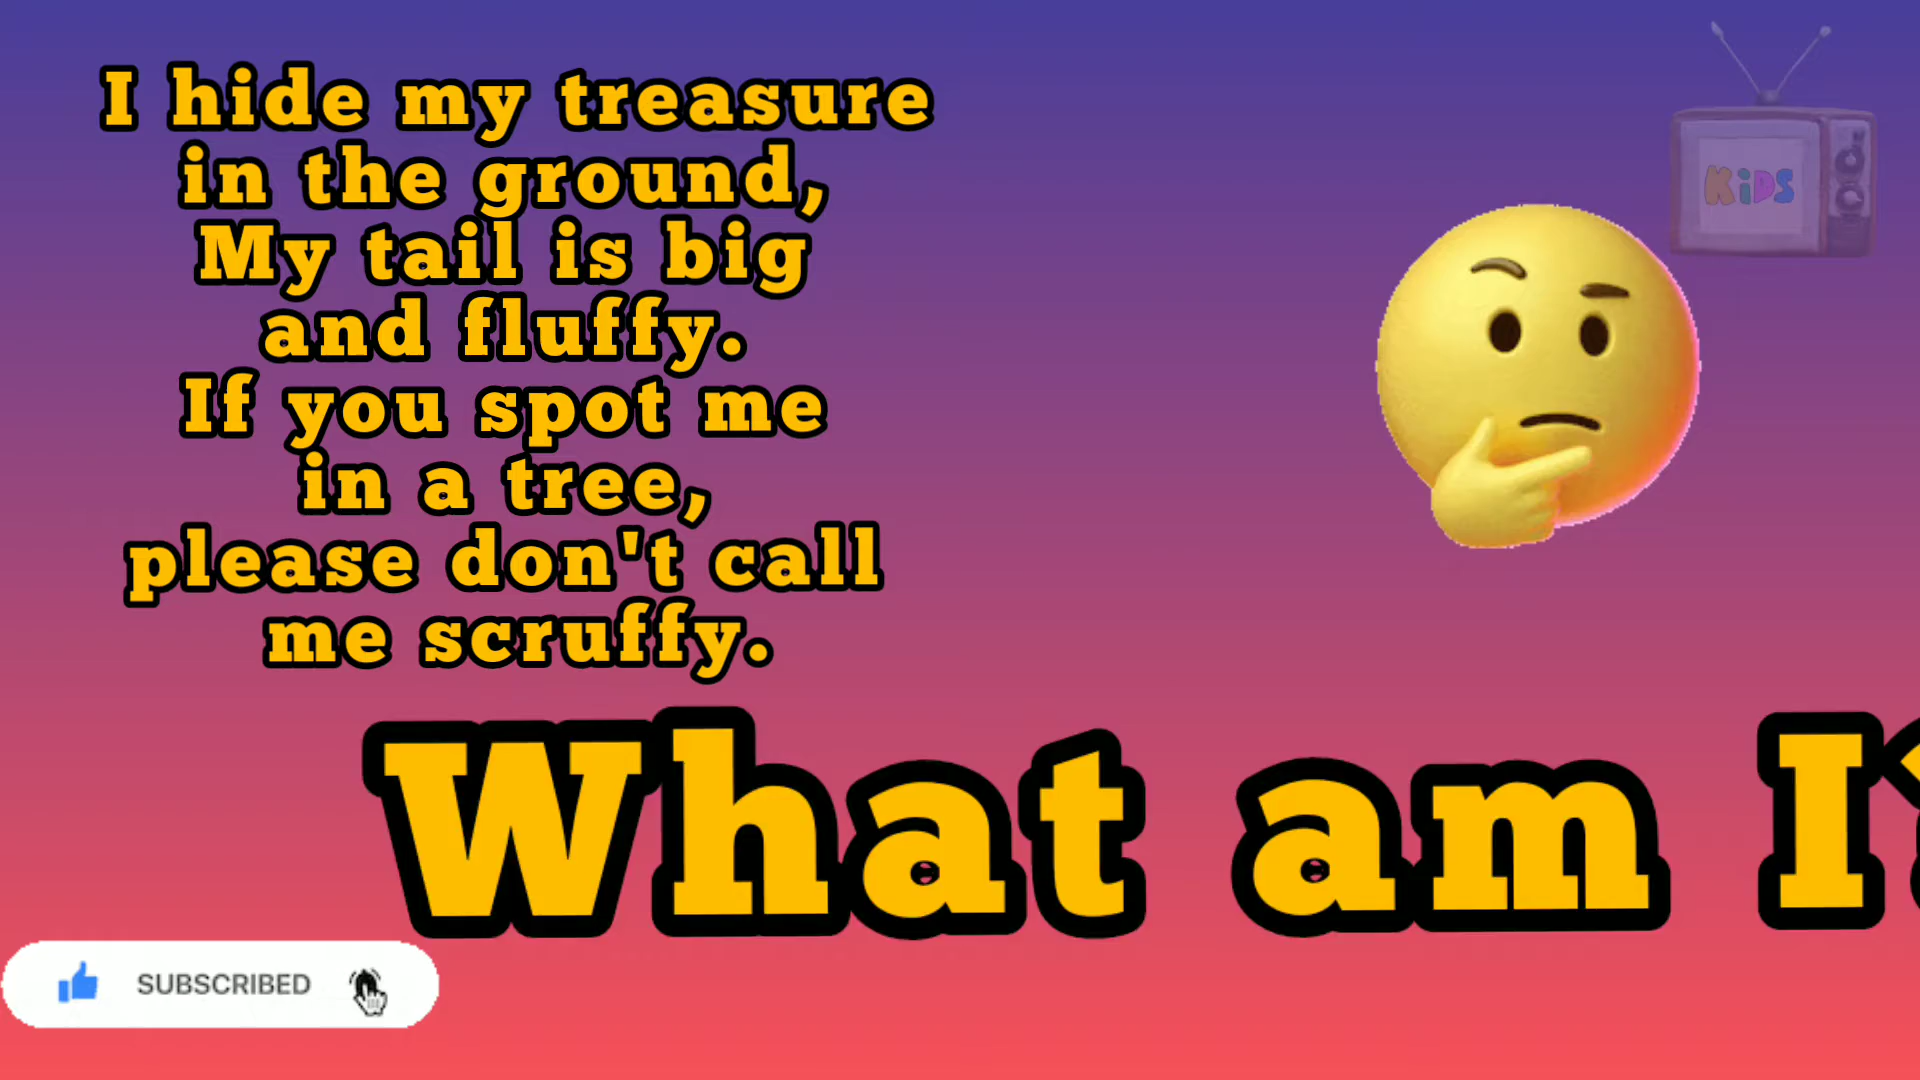 I hide my treasure
in the ground,
My tail is big
and fluffy.
If you spot me
in a tree,
please don't call
me scruffy.
KiDS
What am I?
SUBSCRIBED